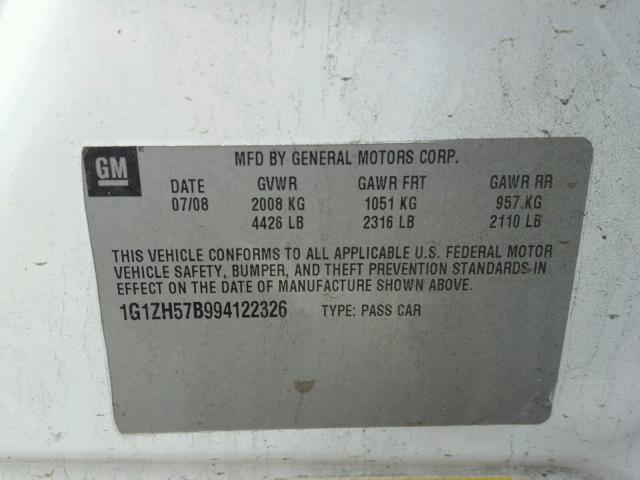 GM
MFD BY GENERAL MOTORS CORP.
DATE GVWR GAWR FRT GAWR RR
07/08 2008 KG 1051 KG 957 KG
4426 LB 2316 LB 2110 LB
THIS VEHICLE CONFORMS TO ALL APPLICABLE U.S. FEDERAL MOTOR
VEHICLE SAFETY, BUMPER, AND THEFT PREVENTION STANDARDS IN
EFFECT ON THE DATE OF MANUFACTURE SHOWN ABOVE.
1G1ZH57B994122326 TYPE: PASS CAR